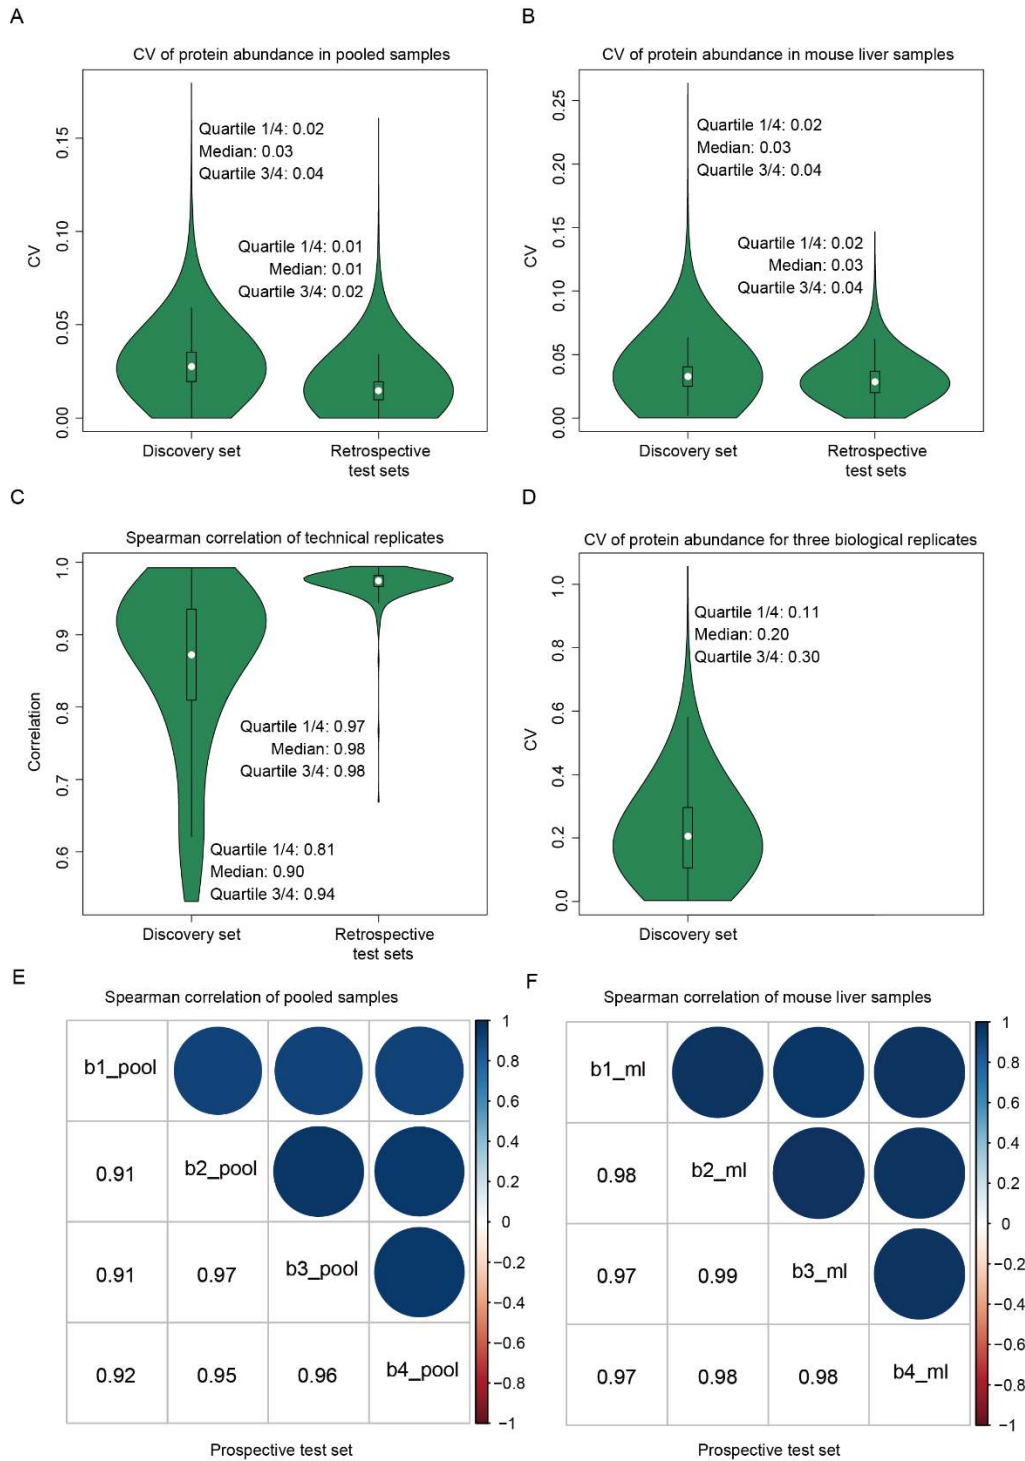 A
CV of protein abundance in pooled samples
CV
0.00
0.05
0.10
0.15
Quartile 1/4: 0.02
Median: 0.03
Quartile 3/4: 0.04
Quartile 1/4: 0.01
Median: 0.01
Quartile 3/4: 0.02
Discovery set
Retrospective
test sets
B
CV of protein abundance in mouse liver samples
CV
0.00
0.05
0.10
0.15
0.20
0.25
Quartile 1/4: 0.02
Median: 0.03
Quartile 3/4: 0.04
Quartile 1/4: 0.02
Median: 0.03
Quartile 3/4: 0.04
Discovery set
Retrospective
test sets
C
Spearman correlation of technical replicates
Correlation
0.6
0.7
0.8
0.9
1.0
Quartile 1/4: 0.97
Median: 0.98
Quartile 3/4: 0.98
Quartile 1/4: 0.81
Median: 0.90
Quartile 3/4: 0.94
Discovery set
Retrospective
test sets
D
CV of protein abundance for three biological replicates
CV
0.0
0.2
0.4
0.6
0.8
1.0
Quartile 1/4: 0.11
Median: 0.20
Quartile 3/4: 0.30
Discovery set
E
Spearman correlation of pooled samples
b1_pool
0.91 b2_pool
0.91 0.97 b3_pool
0.92 0.95 0.96 b4_pool
1
0.8
0.6
0.4
0.2
0
−0.2
−0.4
−0.6
−0.8
−1
Prospective test set
F
Spearman correlation of mouse liver samples
b1_ml
0.98 b2_ml
0.97 0.99 b3_ml
0.97 0.98 0.98 b4_ml
1
0.8
0.6
0.4
0.2
0
−0.2
−0.4
−0.6
−0.8
−1
Prospective test set